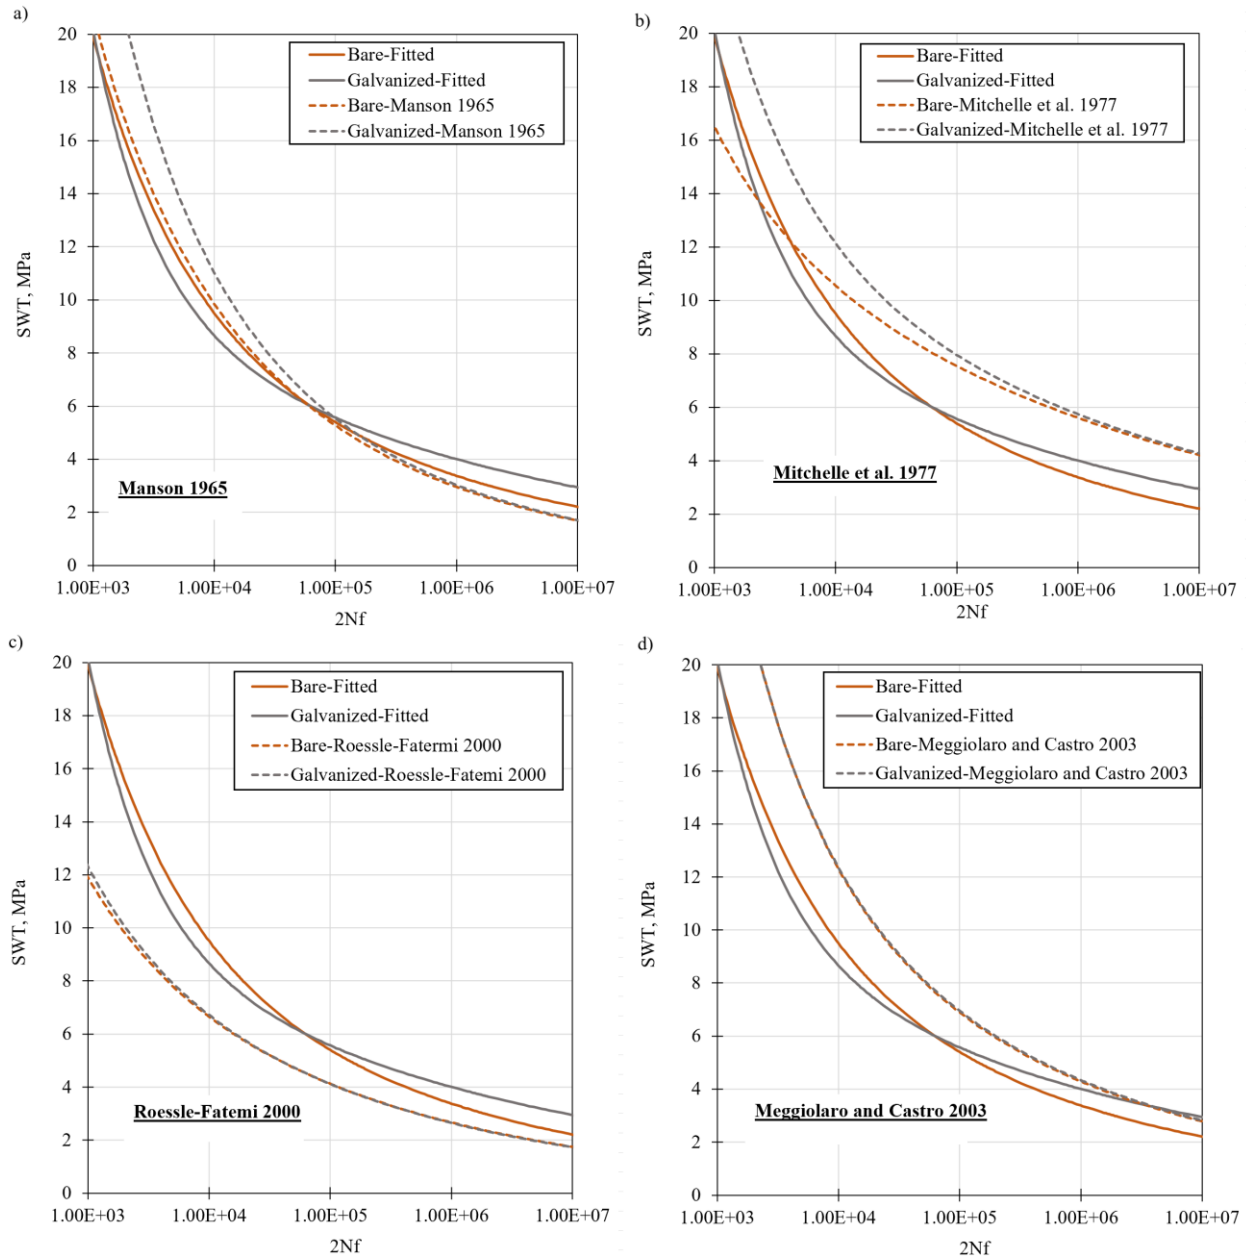 a)
20
18
16
14
12
10
8
6
4
2
0
SWT, MPa
Bare-Fitted
Galvanized-Fitted
Bare-Manson 1965
Galvanized-Manson 1965
Manson 1965
1.00E+03 1.00E+04 1.00E+05 1.00E+06 1.00E+07
2Nf
b)
20
18
16
14
12
10
8
6
4
2
0
SWT, MPa
Bare-Fitted
Galvanized-Fitted
Bare-Mitchelle et al. 1977
Galvanized-Mitchelle et al. 1977
Mitchelle et al. 1977
1.00E+03 1.00E+04 1.00E+05 1.00E+06 1.00E+07
2Nf
c)
20
18
16
14
12
10
8
6
4
2
0
SWT, MPa
Bare-Fitted
Galvanized-Fitted
Bare-Roessle-Fatermi 2000
Galvanized-Roessle-Fatemi 2000
Roessle-Fatemi 2000
1.00E+03 1.00E+04 1.00E+05 1.00E+06 1.00E+07
2Nf
d)
20
18
16
14
12
10
8
6
4
2
0
SWT, MPa
Bare-Fitted
Galvanized-Fitted
Bare-Meggiolaro and Castro 2003
Galvanized-Meggiolaro and Castro 2003
Meggiolaro and Castro 2003
1.00E+03 1.00E+04 1.00E+05 1.00E+06 1.00E+07
2Nf